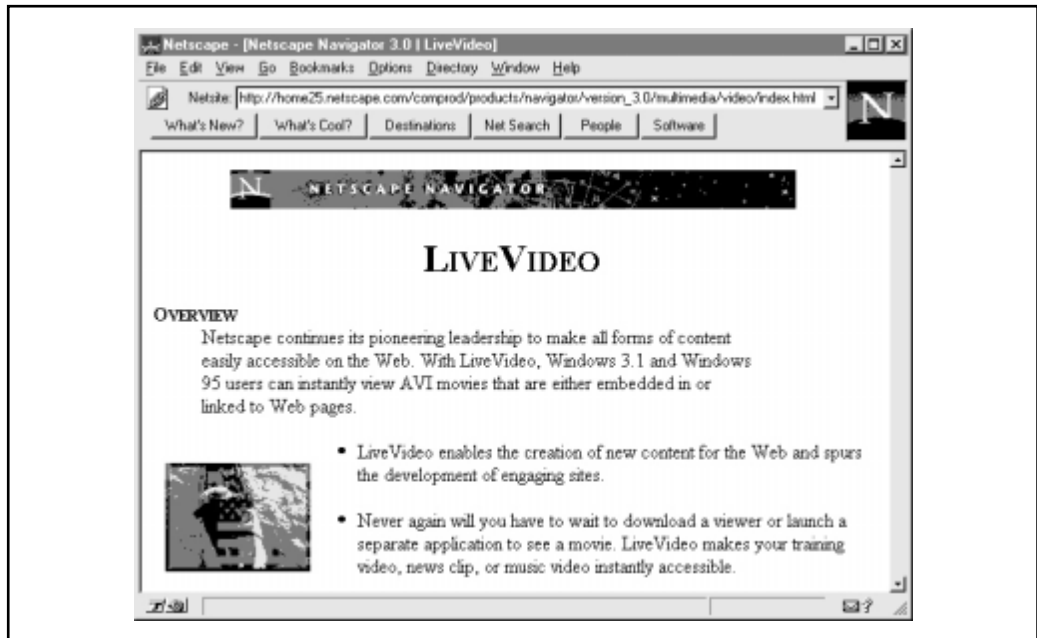 Netscape - [Netscape Navigator 3.0 | LiveVideo]
File Edit View Go Bookmarks Options Directory Window Help
Netsite: http://home25.netscape.com/comprod/products/navigator/version_3.0/multimedia/video/index.html
What's New? What's Cool? Destinations Net Search People Software
N
N NETSCAPE NAVIGATOR
LIVEVIDEO
OVERVIEW
Netscape continues its pioneering leadership to make all forms of content
easily accessible on the Web. With LiveVideo, Windows 3.1 and Windows
95 users can instantly view AVI movies that are either embedded in or
linked to Web pages.
• LiveVideo enables the creation of new content for the Web and spurs
the development of engaging sites.
• Never again will you have to wait to download a viewer or launch a
separate application to see a movie. LiveVideo makes your training
video, news clip, or music video instantly accessible.